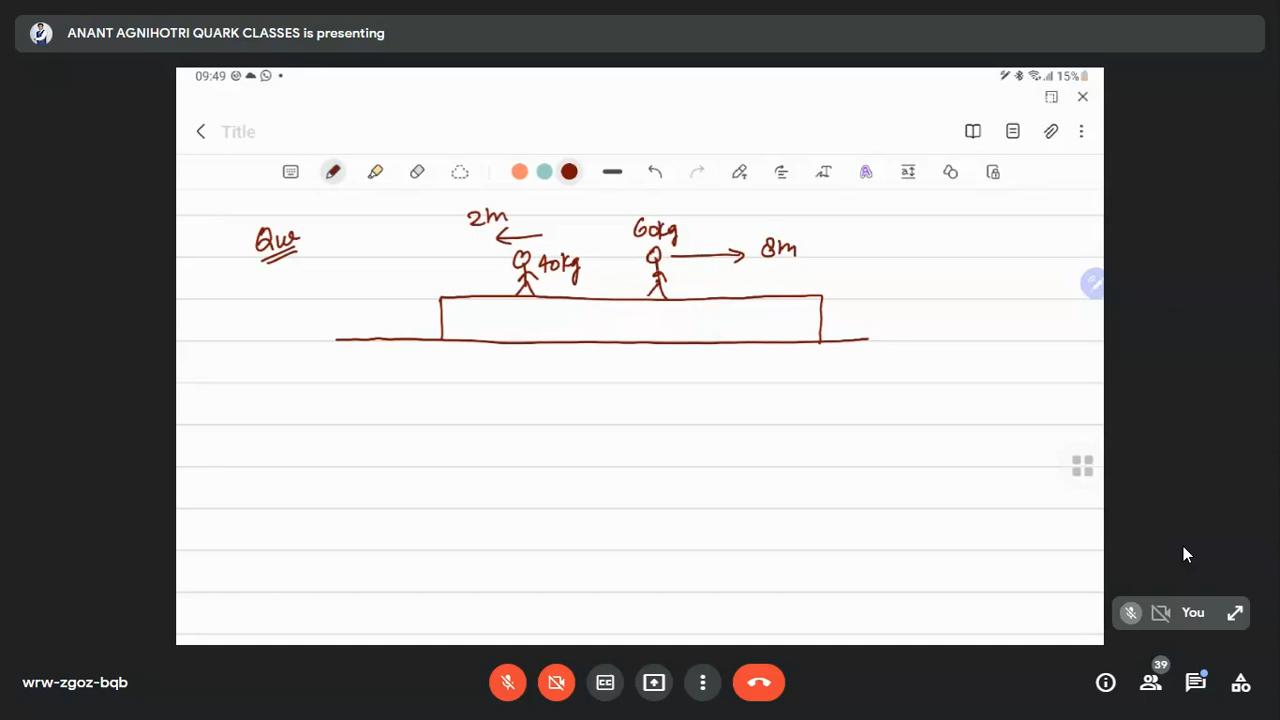 ANANT AGNIHOTRI QUARK CLASSES is presenting
09:49
15%
Title
Que
2m
60kg
8m
40kg
You
wrw-zgoz-bqb
39